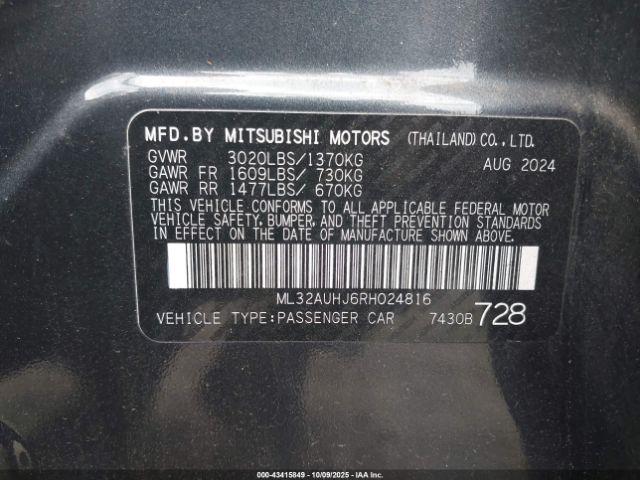 MFD.BY MITSUBISHI MOTORS (THAILAND) CO., LTD.
GVWR 3020LBS/1370KG AUG 2024
GAWR FR 1609LBS/ 730KG
GAWR RR 1477LBS/ 670KG
THIS VEHICLE CONFORMS TO ALL APPLICABLE FEDERAL MOTOR
VEHICLE SAFETY, BUMPER, AND THEFT PREVENTION STANDARDS
IN EFFECT ON THE DATE OF MANUFACTURE SHOWN ABOVE.
ML32AUHJ6RH024816
VEHICLE TYPE:PASSENGER CAR 7430B 728
000-43415849 - 10/09/2025 - IAAI.COM